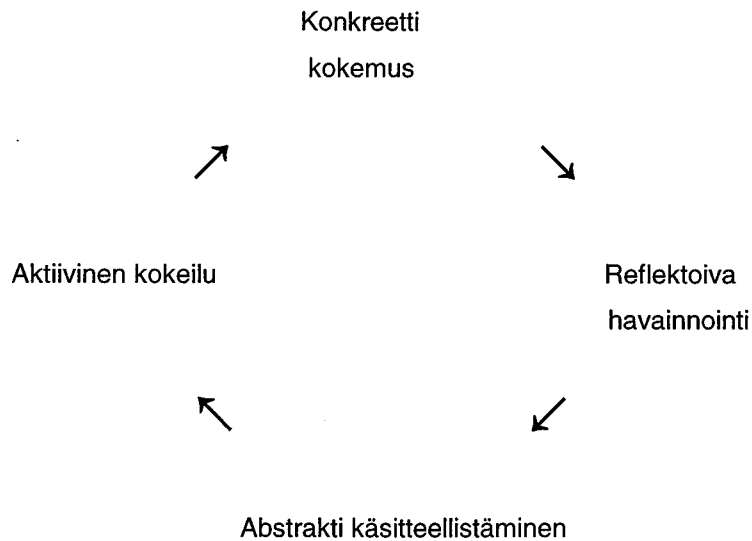 Konkreetti
kokemus
Aktiivinen kokeilu
Reflektoiva
havainnointi
Abstrakti käsitteellistäminen